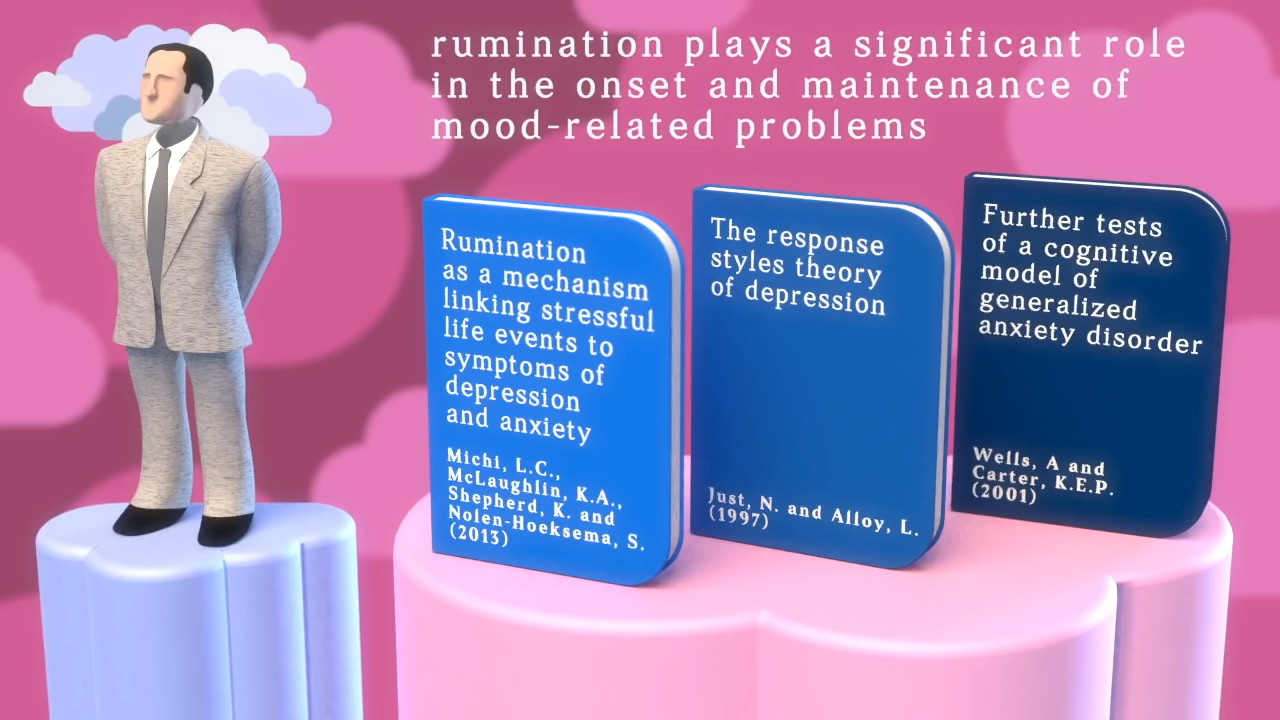 rumination plays a significant role
in the onset and maintenance of
mood-related problems
Rumination
as a mechanism
linking stressful
life events to
symptoms of
depression
and anxiety
Michi, L.C.,
McLaughlin, K.A.,
Shepherd, K. and
Nolen-Hoeksema, S.
(2013)
The response
styles theory
of depression
Just, N. and Alloy, L.
(1997)
Further tests
of a cognitive
model of
generalized
anxiety disorder
Wells, A and
Carter, K.E.P.
(2001)